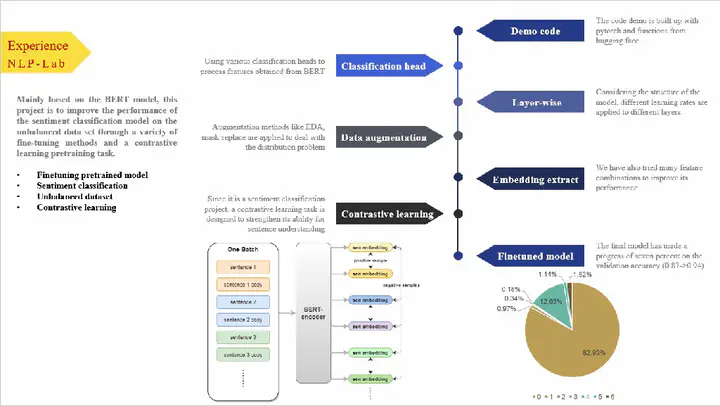 Experience
NLP-Lab
Mainly based on the BERT model, this
project is to improve the performance of
the sentiment classification model on the
unbalanced data set through a variety of
fine-tuning methods and a contrastive
learning pretraining task.
• Finetuning pretrained model
• Sentiment classification
• Unbalanced dataset
• Contrastive learning
Demo code
The code demo is built up with
pytorch and functions from
hugging face
Using various classification heads to
process features obtained from BERT
Classification head
Layer-wise
Considering the structure of the
model, different learning rates are
applied to different layers
Augmentation methods like EDA,
mask replace are applied to deal with
the distribution problem
Data augmentation
Embedding extract
We have also tried many feature
combinations to improve its
performance
Since it is a sentiment classification
project, a contrastive learning task is
designed to strengthen its ability for
sentence understanding
Contrastive learning
Finetuned model
The final model has made a
progress of seven percent on the
validation accuracy (0.87->0.94)
One Batch
sentence 1
sentence 1 copy
sentence 2
sentence 2 copy
sentence 3
sentence 3 copy
BERT-
encoder
sen embedding
positive sample
sen embedding
negative samples
sen embedding
sen embedding
sen embedding
sen embedding
1.14%
1.82%
0.18%
0.34%
0.97%
12.63%
82.93%
0 1 2 3 4 5 6